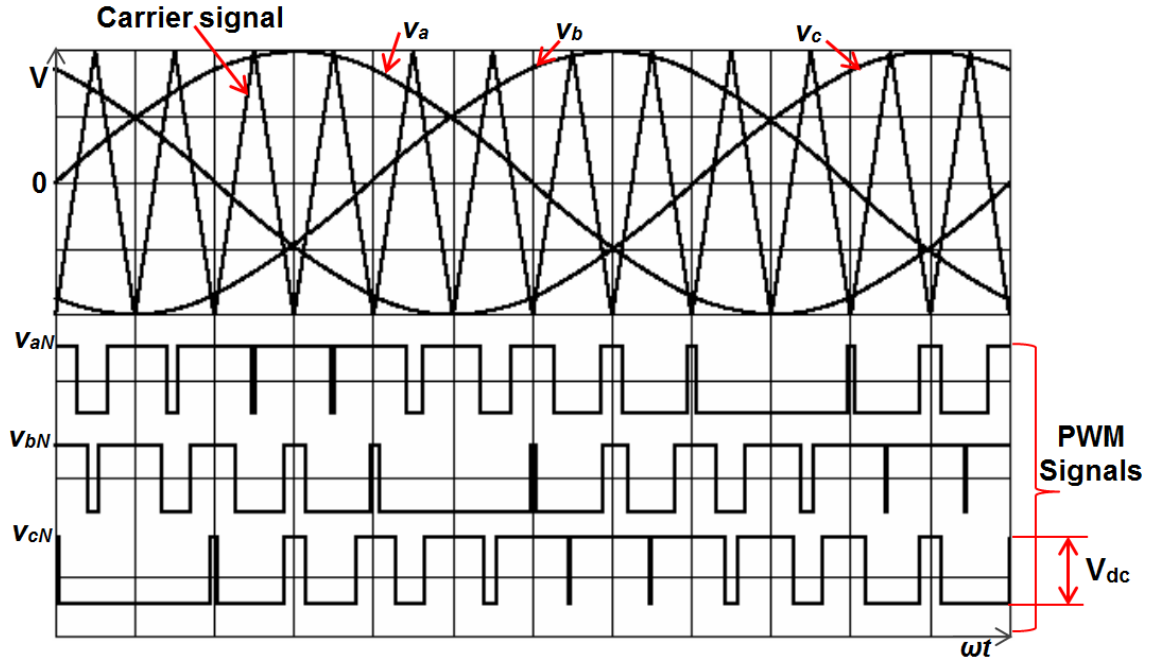 Carrier signal
va
vb
vc
V
0
vaN
vbN
vcN
PWM
Signals
Vdc
ωt